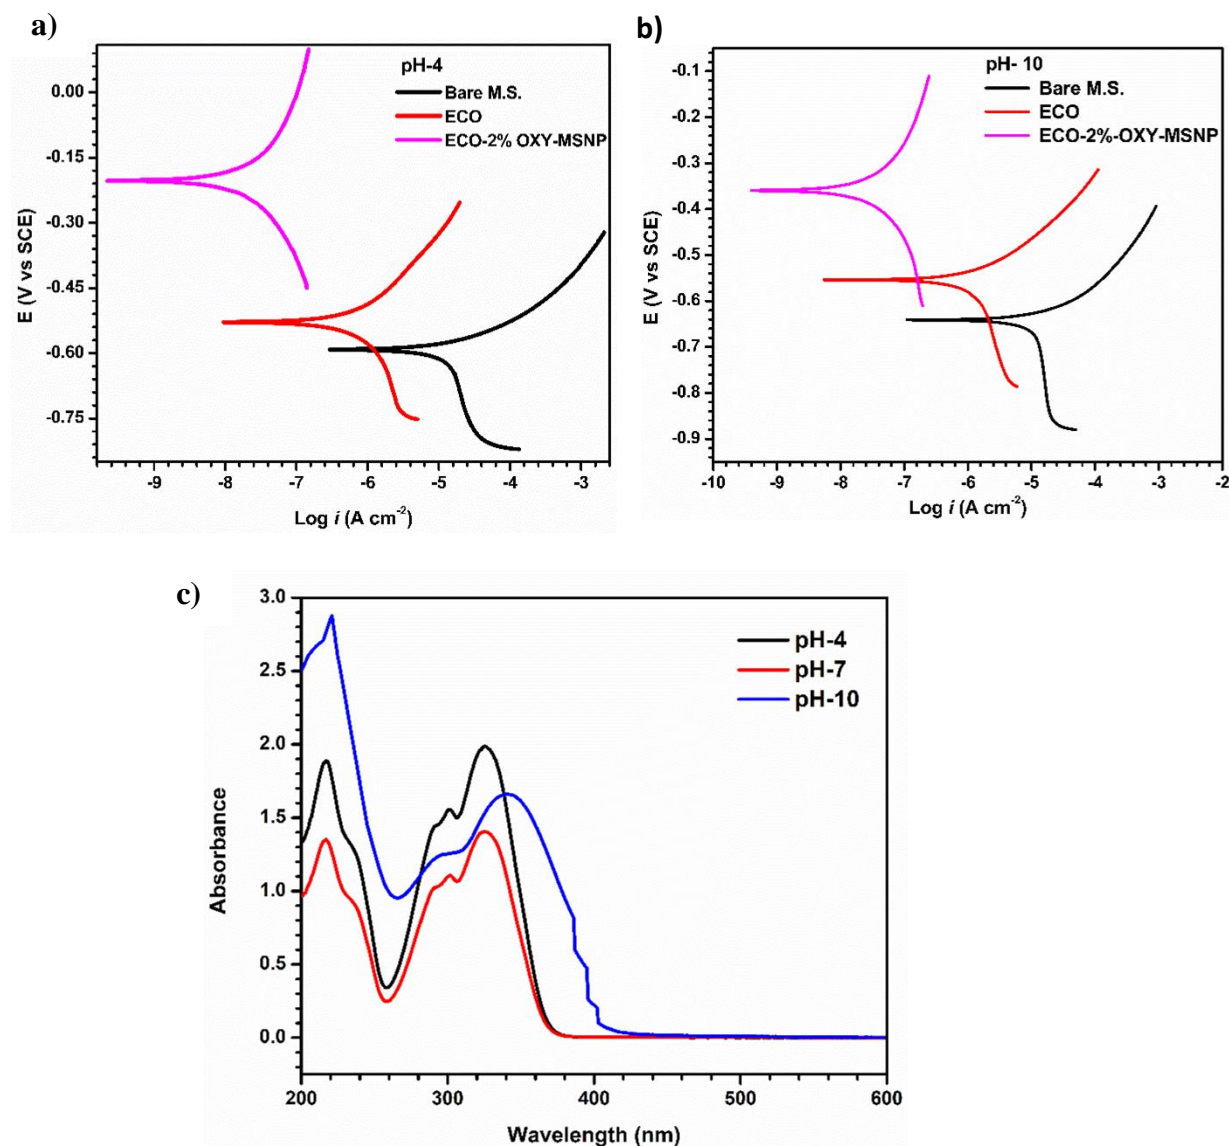 a)
pH-4
Bare M.S.
ECO
ECO-2% OXY-MSNP
0.00
-0.15
-0.30
-0.45
-0.60
-0.75
E (V vs SCE)
-9 -8 -7 -6 -5 -4 -3
Log i (A cm-2)
b)
pH- 10
Bare M.S.
ECO
ECO-2%-OXY-MSNP
-0.1
-0.2
-0.3
-0.4
-0.5
-0.6
-0.7
-0.8
-0.9
E (V vs SCE)
-10 -9 -8 -7 -6 -5 -4 -3 -2
Log i (A cm-2)
c)
pH-4
pH-7
pH-10
3.0
2.5
2.0
1.5
1.0
0.5
0.0
Absorbance
200 300 400 500 600
Wavelength (nm)